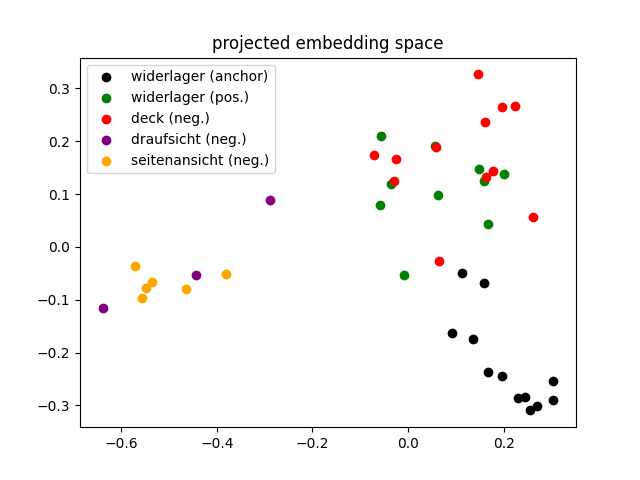 projected embedding space
widerlager (anchor)
widerlager (pos.)
deck (neg.)
draufsicht (neg.)
seitenansicht (neg.)
0.3
0.2
0.1
0.0
−0.1
−0.2
−0.3
−0.6 −0.4 −0.2 0.0 0.2